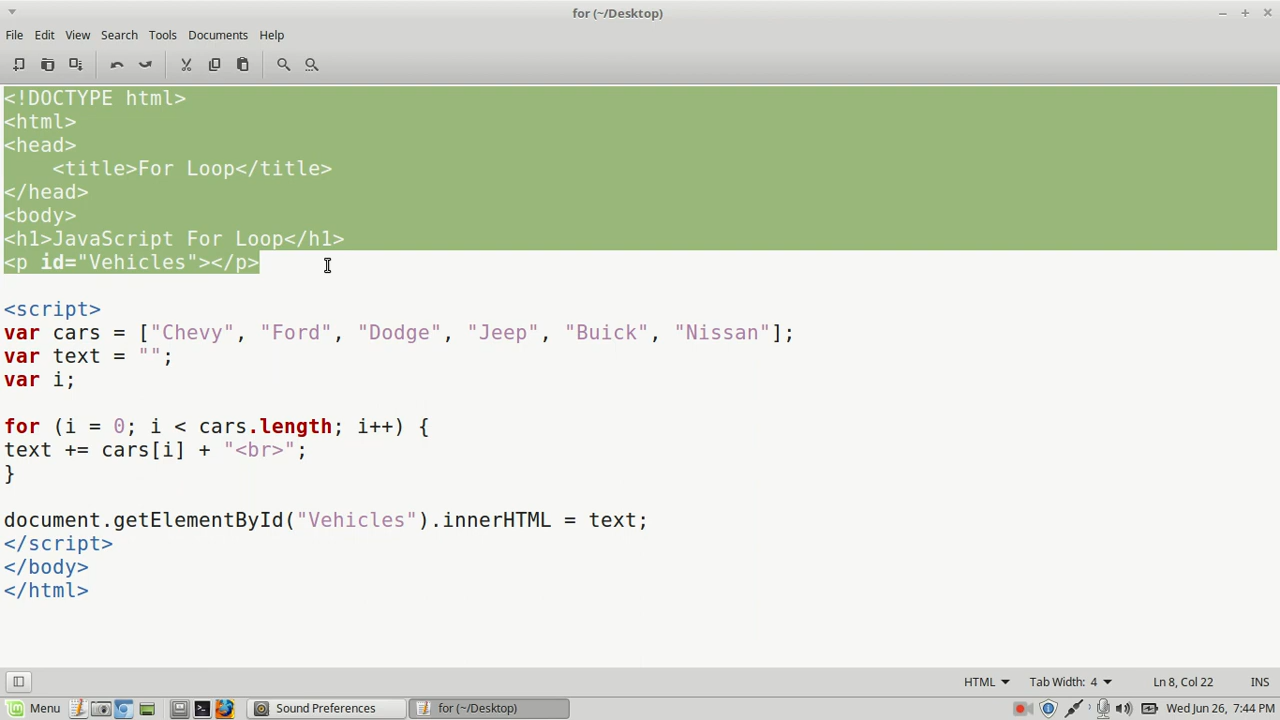 for (~/Desktop)
File Edit View Search Tools Documents Help
<!DOCTYPE html>
<html>
<head>
    <title>For Loop</title>
</head>
<body>
<h1>JavaScript For Loop</h1>
<p id="Vehicles"></p>

<script>
var cars = ["Chevy", "Ford", "Dodge", "Jeep", "Buick", "Nissan"];
var text = "";
var i;

for (i = 0; i < cars.length; i++) {
text += cars[i] + "<br>";
}

document.getElementById("Vehicles").innerHTML = text;
</script>
</body>
</html>
HTML Tab Width: 4 Ln 8, Col 22 INS
Menu Sound Preferences for (~/Desktop) Wed Jun 26, 7:44 PM